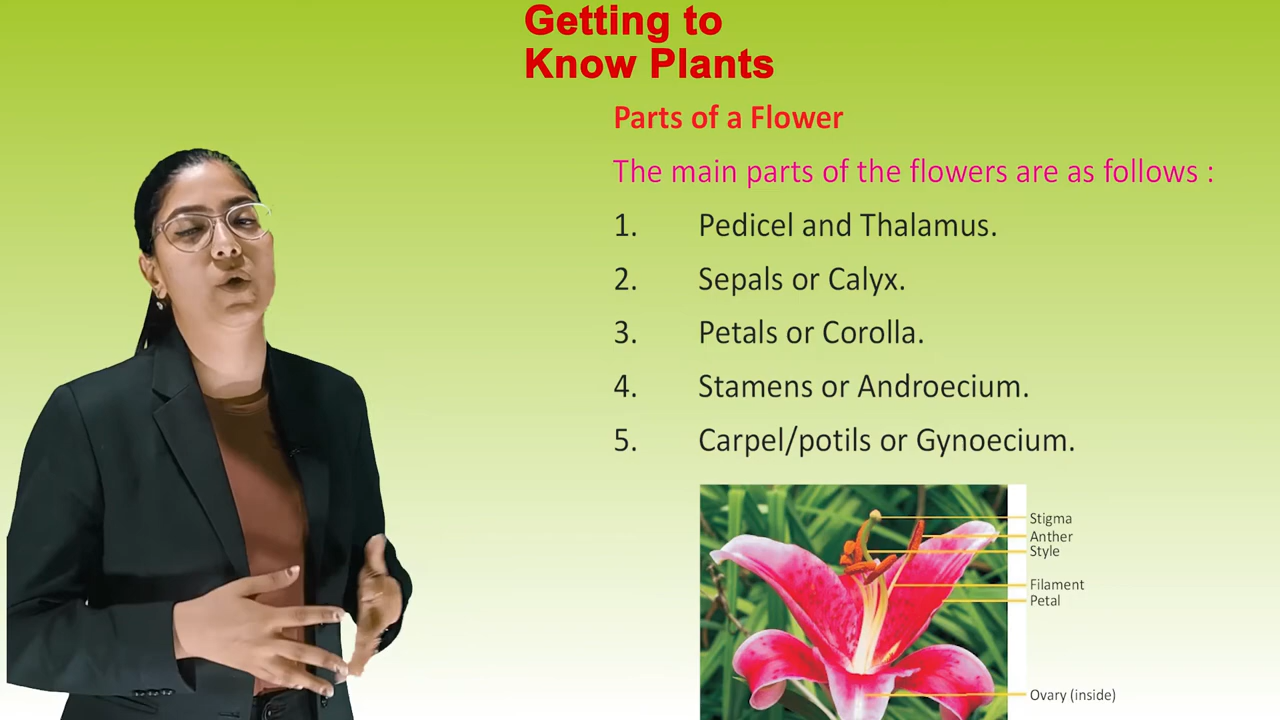 Getting to
Know Plants
Parts of a Flower
The main parts of the flowers are as follows :
1. Pedicel and Thalamus.
2. Sepals or Calyx.
3. Petals or Corolla.
4. Stamens or Androecium.
5. Carpel/potils or Gynoecium.
Stigma
Anther
Style
Filament
Petal
Ovary (inside)